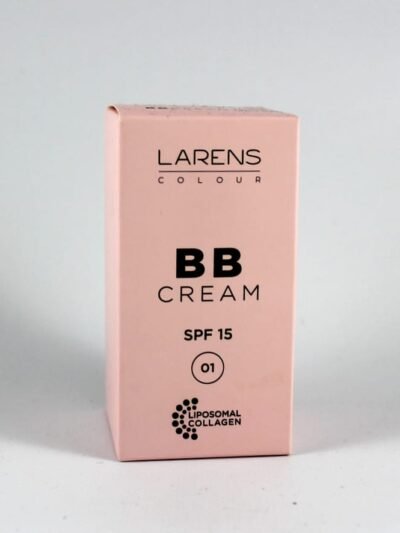 LARENS
COLOUR
BB
CREAM
SPF 15
01
LIPOSOMAL
COLLAGEN